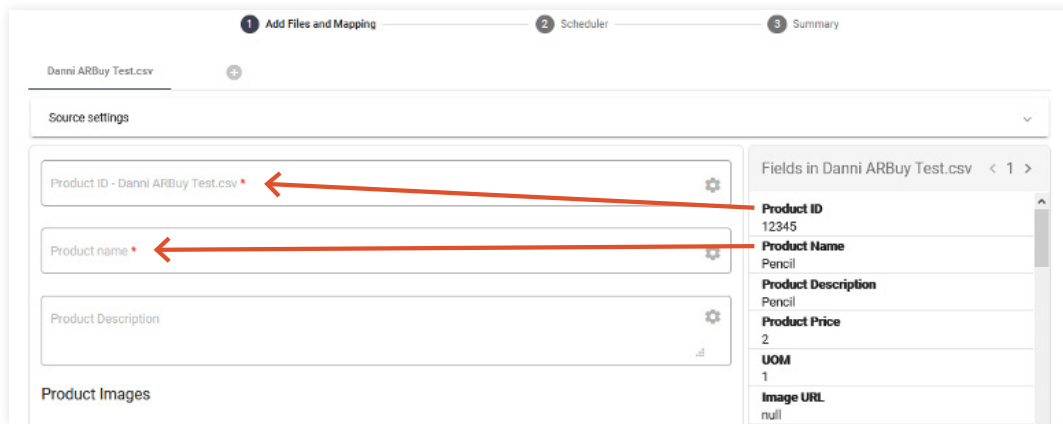 1 Add Files and Mapping 2 Scheduler 3 Summary
Danni ARBuy Test.csv
Source settings
Product ID - Danni ARBuy Test.csv *
Product name *
Product Description
Product Images
Fields in Danni ARBuy Test.csv < 1 >
Product ID
12345
Product Name
Pencil
Product Description
Pencil
Product Price
2
UOM
1
Image URL
null